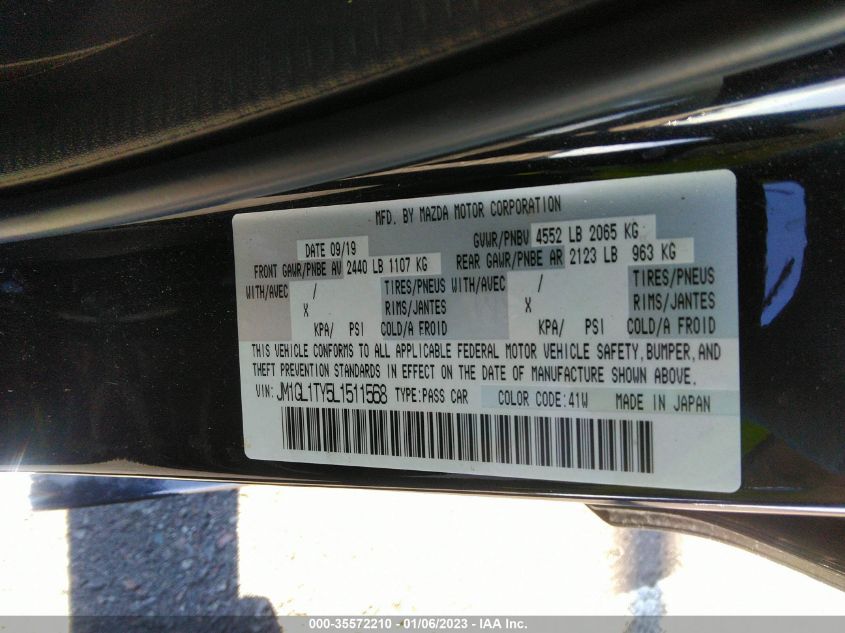 MFD. BY MAZDA MOTOR CORPORATION
DATE 09/19 GVWR/PNBV 4552 LB 2065 KG
FRONT GAWR/PNBE AV 2440 LB 1107 KG REAR GAWR/PNBE AR 2123 LB 963 KG
WITH/AVEC / TIRES/PNEUS WITH/AVEC / TIRES/PNEUS
X RIMS/JANTES X RIMS/JANTES
KPA/ PSI COLD/A FROID KPA/ PSI COLD/A FROID
THIS VEHICLE CONFORMS TO ALL APPLICABLE FEDERAL MOTOR VEHICLE SAFETY, BUMPER, AND
THEFT PREVENTION STANDARDS IN EFFECT ON THE DATE OF MANUFACTURE SHOWN ABOVE.
VIN: JM1GL1TY5L1511568 TYPE: PASS CAR COLOR CODE: 41W MADE IN JAPAN
000-35572210 - 01/06/2023 - IAA Inc.